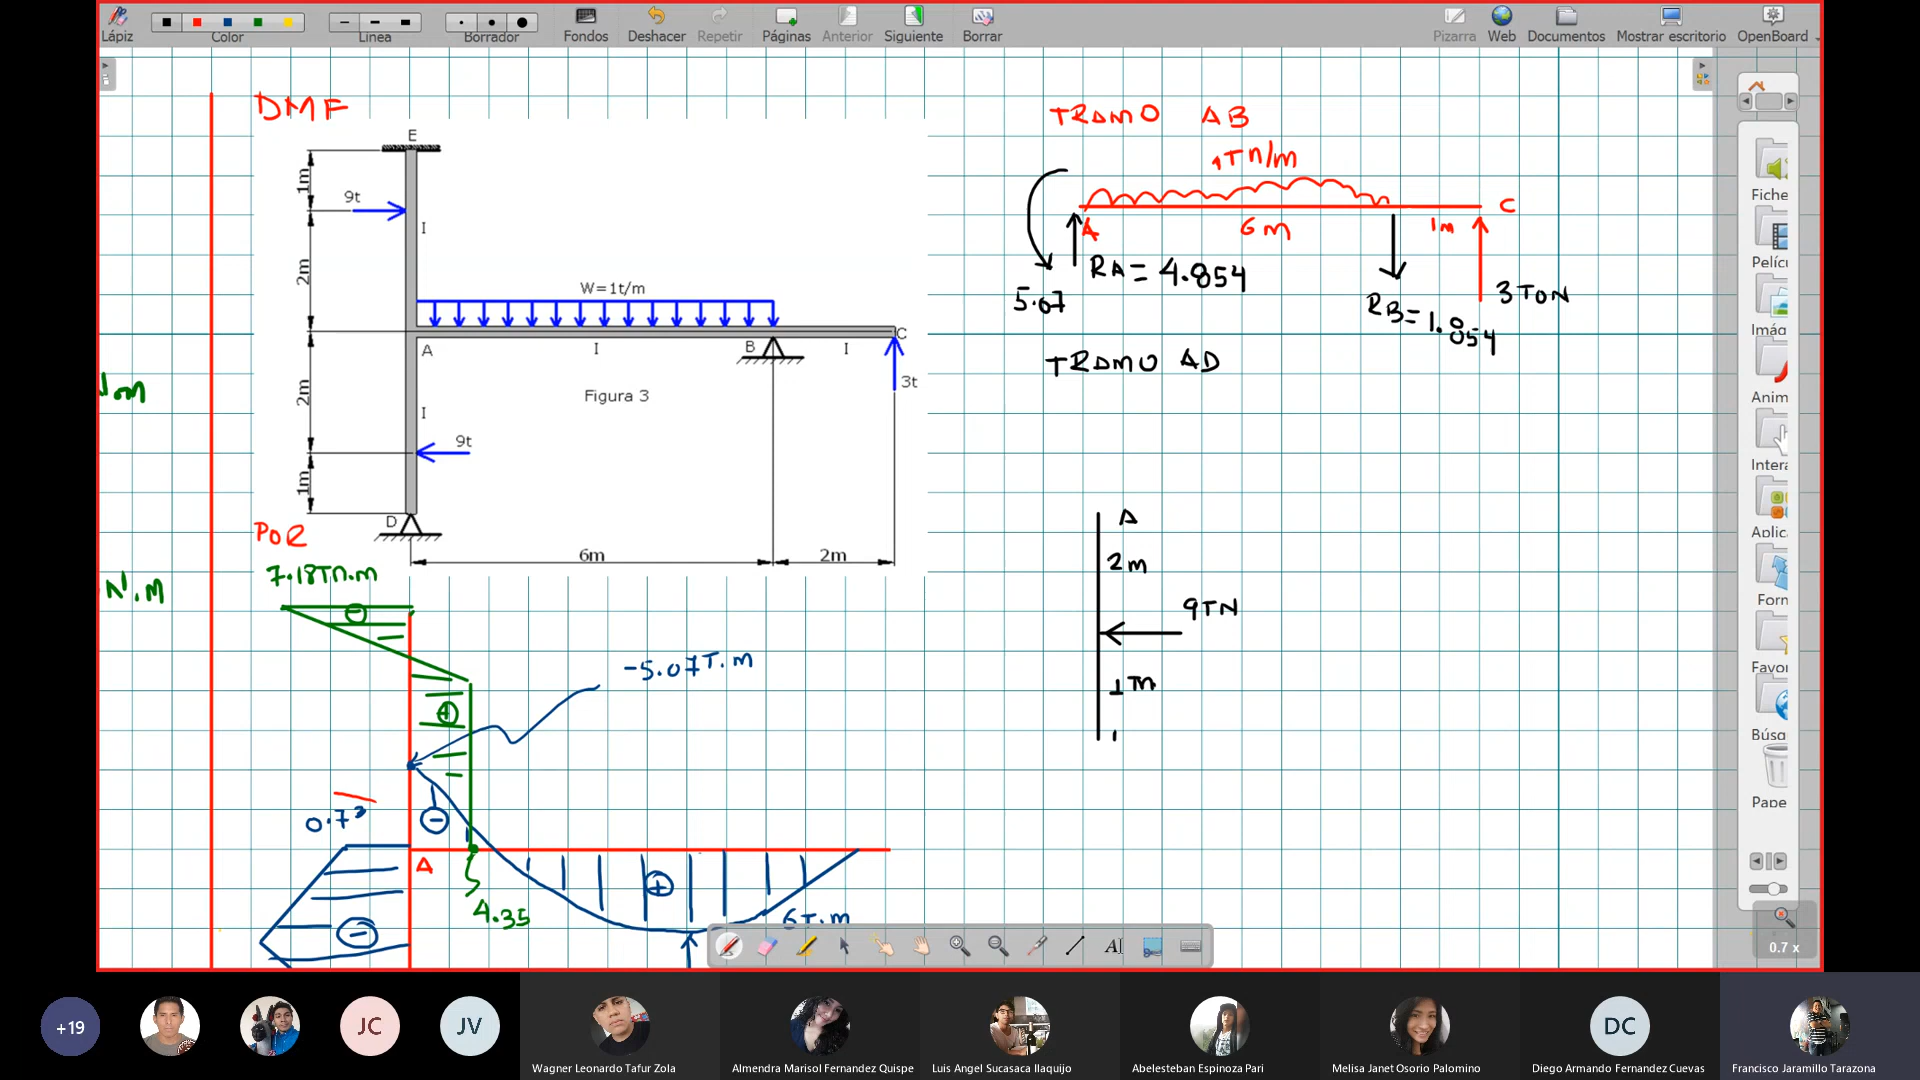 Lápiz
Color
Línea
Borrador
Fondos
Deshacer
Repetir
Páginas
Anterior
Siguiente
Borrar
Pizarra
Web
Documentos
Mostrar escritorio
OpenBoard
DMF
E
1m
9t
I
2m
W=1t/m
A
I
B
I
C
3t
Figura 3
2m
I
9t
1m
D
6m
2m
POR
7.18Tn.m
N.M
-5.07T.m
A
4.35
6T.m
TRAMO AB
1Tn/m
A
6m
1m
C
RA= 4.854
5.07
RB=1.854
3 TON
TRAMO AD
A
2m
9TN
1m
Fiche
Pelícu
Imág
Anim
Intera
Aplic
Forn
Favor
Búsq
Pape
0.7 x
AI
+19
JC
JV
Wagner Leonardo Tafur Zola
Almendra Marisol Fernandez Quispe
Luis Angel Sucasaca Ilaquijo
Abelesteban Espinoza Pari
Melisa Janet Osorio Palomino
DC
Diego Armando Fernandez Cuevas
Francisco Jaramillo Tarazona